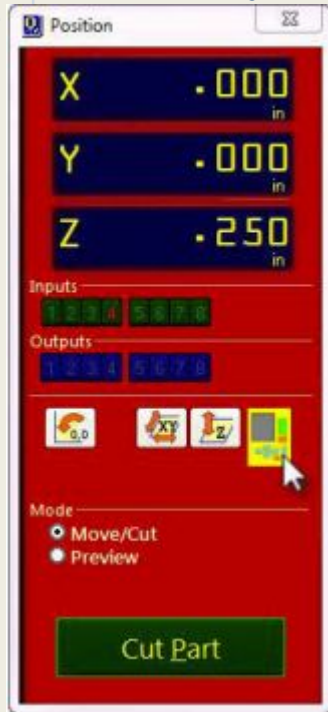 Position
X .000
in
Y .000
in
Z .250
in
Inputs
1 2 3 4 5 6 7 8
Outputs
1 2 3 4 5 6 7 8
0,0 XY Z
Mode
Move/Cut
Preview
Cut Part